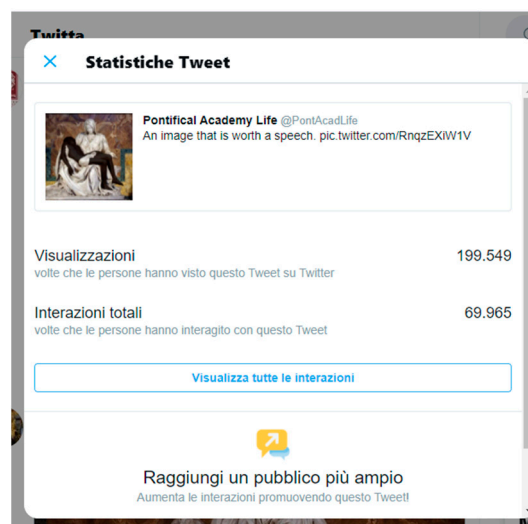 Twitta
Statistiche Tweet
Pontifical Academy Life @PontAcadLife
An image that is worth a speech. pic.twitter.com/RnqzEXiW1V
Visualizzazioni 199.549
volte che le persone hanno visto questo Tweet su Twitter
Interazioni totali 69.965
volte che le persone hanno interagito con questo Tweet
Visualizza tutte le interazioni
Raggiungi un pubblico più ampio
Aumenta le interazioni promuovendo questo Tweet!